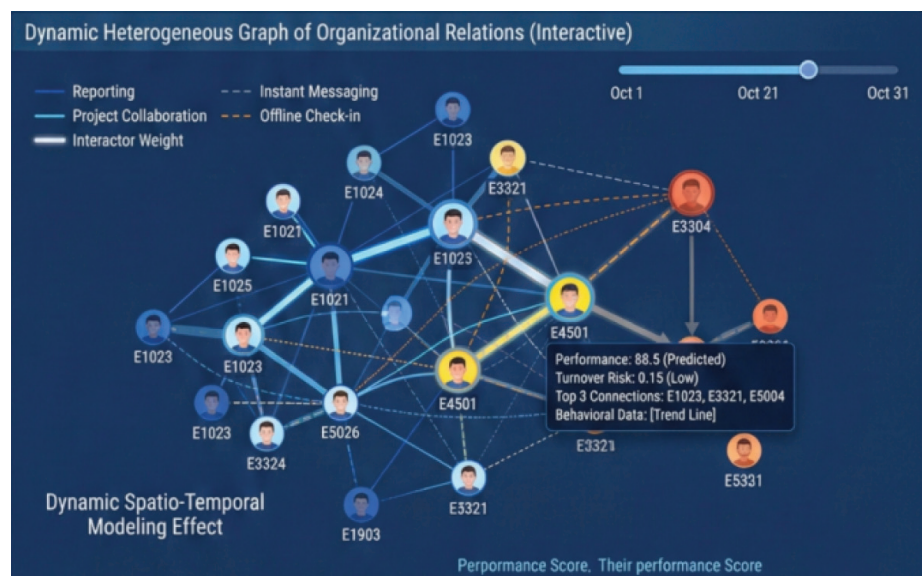 Dynamic Heterogeneous Graph of Organizational Relations (Interactive)
Reporting
Instant Messaging
Project Collaboration
Offline Check-in
Interactor Weight
Oct 1
Oct 21
Oct 31
E1023
E1024
E3321
E1021
E1023
E3304
E1025
E1021
E4501
E1023
E1023
E4501
Performance: 88.5 (Predicted)
Turnover Risk: 0.15 (Low)
Top 3 Connections: E1023, E3321, E5004
Behavioral Data: [Trend Line]
E1023
E5026
E3324
E3321
E5331
E5321
E1903
Dynamic Spatio-Temporal
Modeling Effect
Perpormance Score, Their performance Score